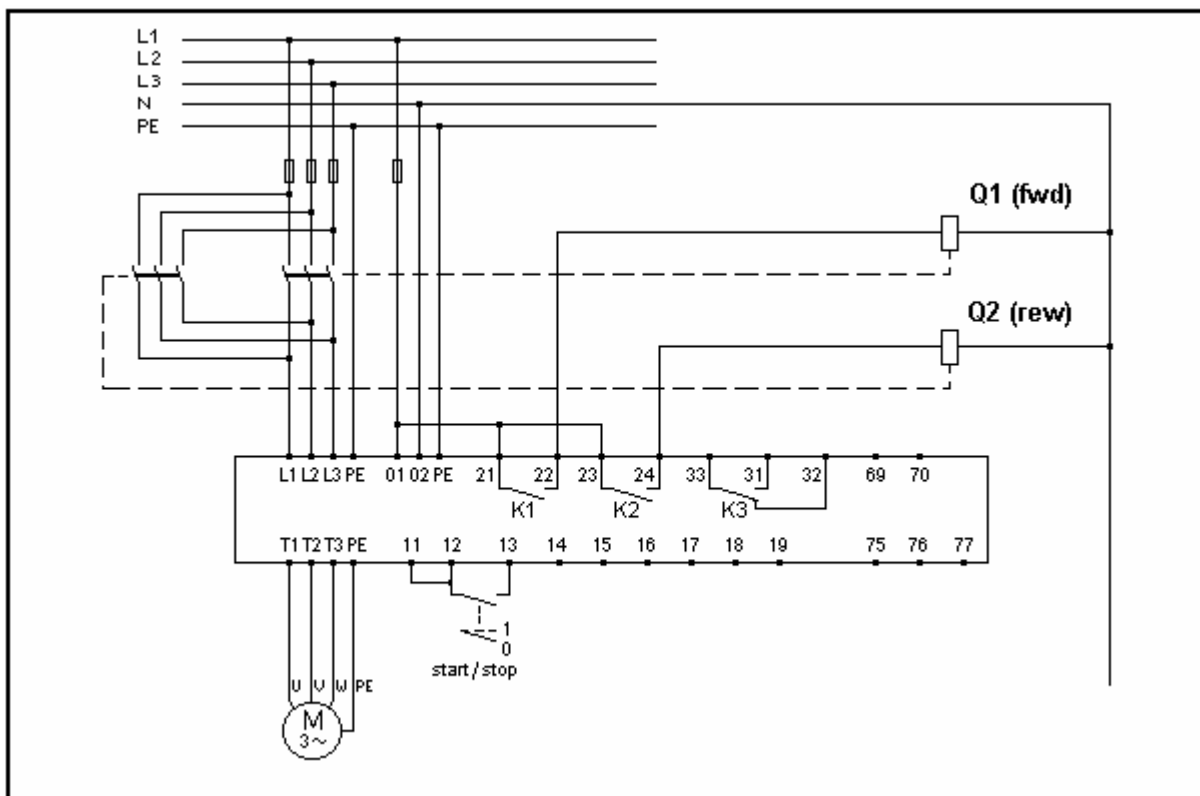 L1
L2
L3
N
PE
Q1 (fwd)
Q2 (rew)
L1 L2 L3 PE 01 02 PE 21 22 23 24 33 31 32 69 70
K1 K2 K3
T1 T2 T3 PE 11 12 13 14 15 16 17 18 19 75 76 77
1
0
start/stop
U V W PE
M
3~